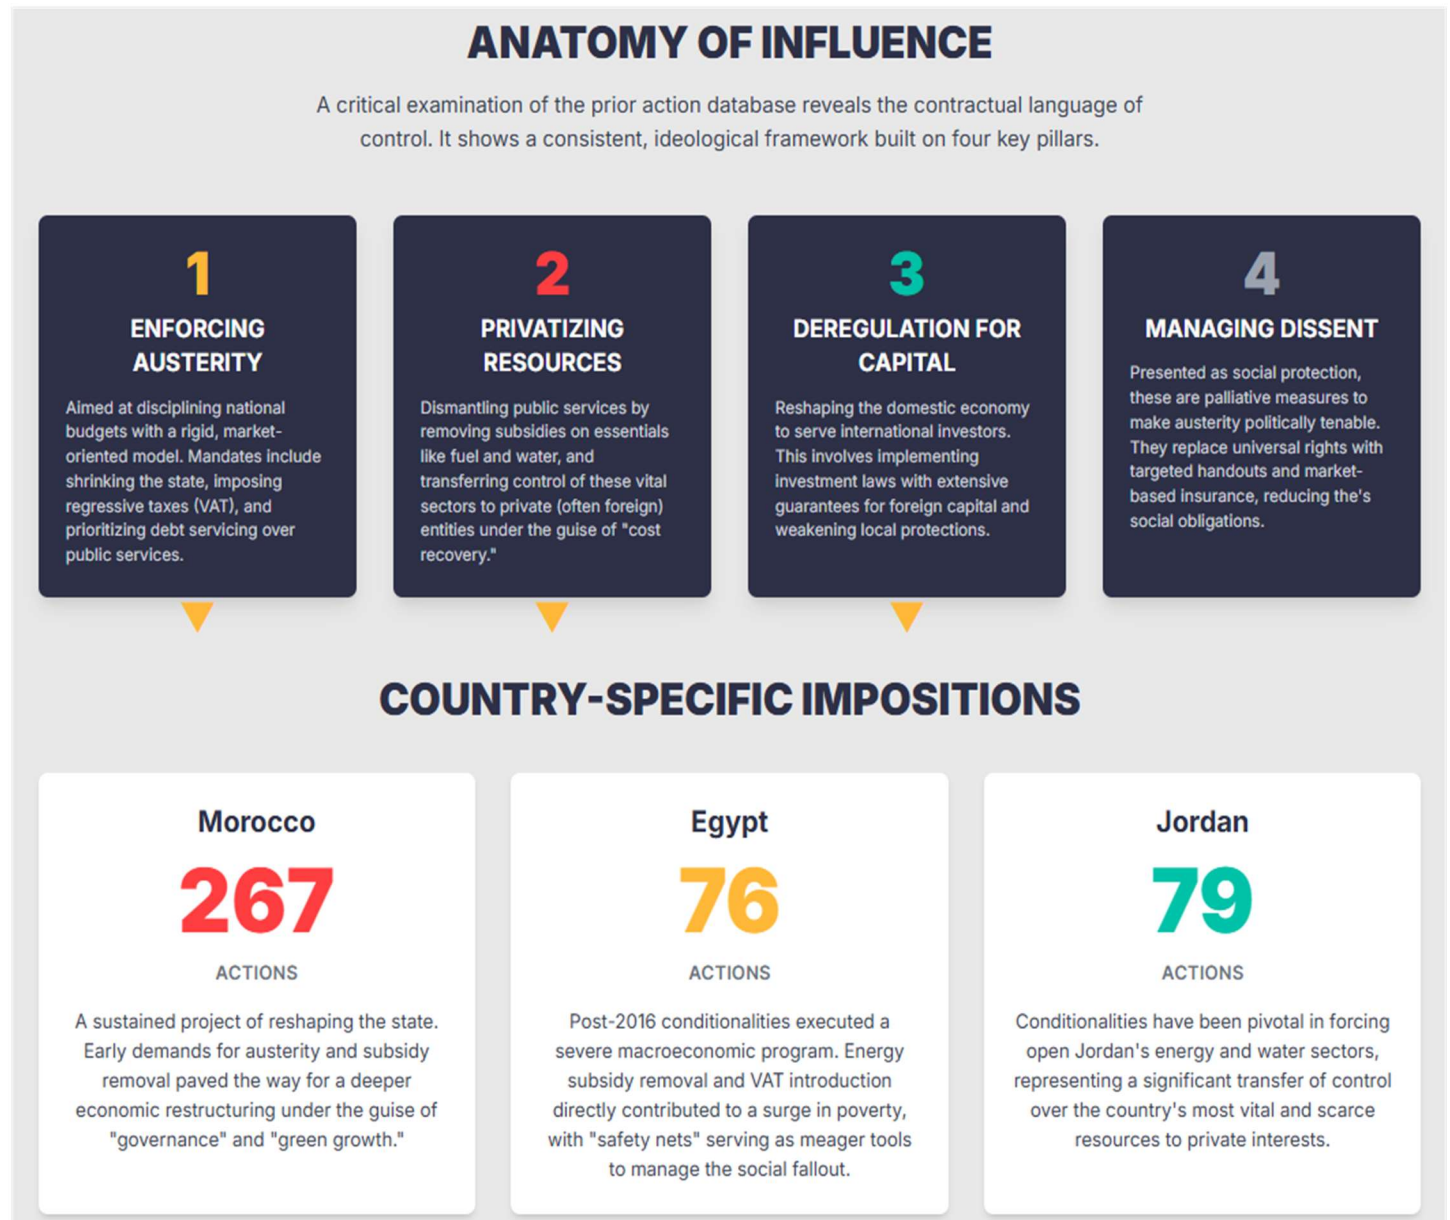 ANATOMY OF INFLUENCE
A critical examination of the prior action database reveals the contractual language of
control. It shows a consistent, ideological framework built on four key pillars.
1
ENFORCING
AUSTERITY
Aimed at disciplining national
budgets with a rigid, market-
oriented model. Mandates include
shrinking the state, imposing
regressive taxes (VAT), and
prioritizing debt servicing over
public services.
2
PRIVATIZING
RESOURCES
Dismantling public services by
removing subsidies on essentials
like fuel and water, and
transferring control of these vital
sectors to private (often foreign)
entities under the guise of "cost
recovery."
3
DEREGULATION FOR
CAPITAL
Reshaping the domestic economy
to serve international investors.
This involves implementing
investment laws with extensive
guarantees for foreign capital and
weakening local protections.
4
MANAGING DISSENT
Presented as social protection,
these are palliative measures to
make austerity politically tenable.
They replace universal rights with
targeted handouts and market-
based insurance, reducing the's
social obligations.
COUNTRY-SPECIFIC IMPOSITIONS
Morocco
267
ACTIONS
A sustained project of reshaping the state.
Early demands for austerity and subsidy
removal paved the way for a deeper
economic restructuring under the guise of
"governance" and "green growth."
Egypt
76
ACTIONS
Post-2016 conditionalities executed a
severe macroeconomic program. Energy
subsidy removal and VAT introduction
directly contributed to a surge in poverty,
with "safety nets" serving as meager tools
to manage the social fallout.
Jordan
79
ACTIONS
Conditionalities have been pivotal in forcing
open Jordan's energy and water sectors,
representing a significant transfer of control
over the country's most vital and scarce
resources to private interests.